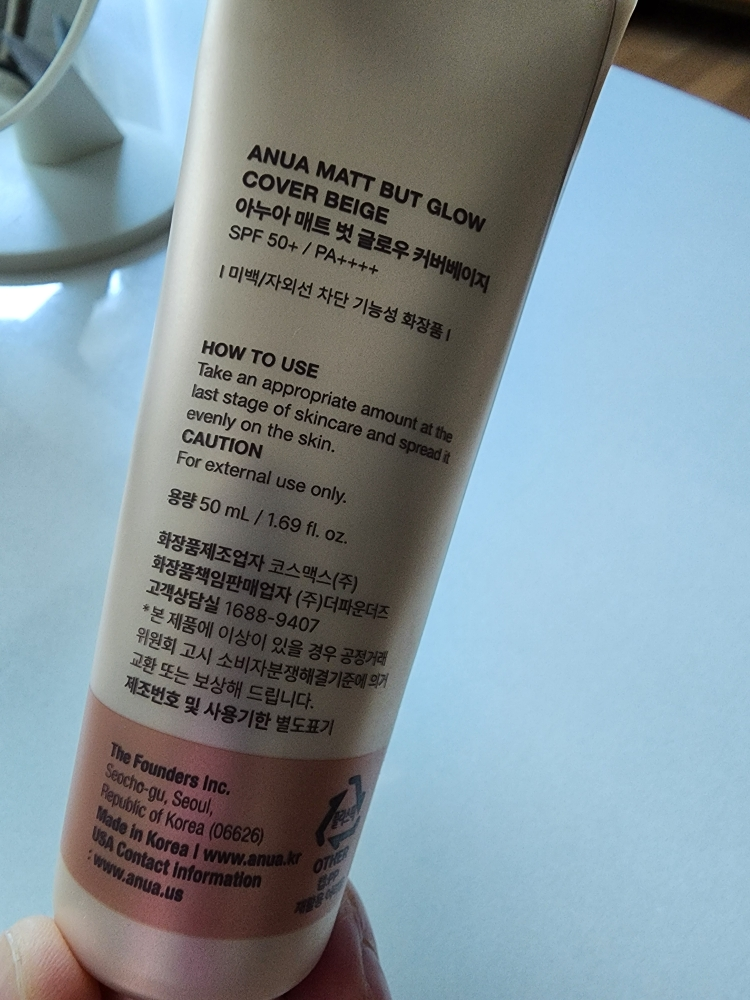 ANUA MATT BUT GLOW
COVER BEIGE
아누아 매트 벗 글로우 커버베이지
SPF 50+ / PA++++
I 미백/자외선 차단 기능성 화장품 I
HOW TO USE
Take an appropriate amount at the
last stage of skincare and spread it
evenly on the skin.
CAUTION
For external use only.
용량 50 mL / 1.69 fl. oz.
화장품제조업자 코스맥스(주)
화장품책임판매업자 (주)더파운더즈
고객상담실 1688-9407
*본 제품에 이상이 있을 경우 공정거래
위원회 고시 소비자분쟁해결기준에 의거
교환 또는 보상해 드립니다.
제조번호 및 사용기한 별도표기
The Founders Inc.
Seocho-gu, Seoul,
Republic of Korea (06626)
Made in Korea I www.anua.kr
USA Contact Information
: www.anua.us
OTHER
캡:PP
재활용